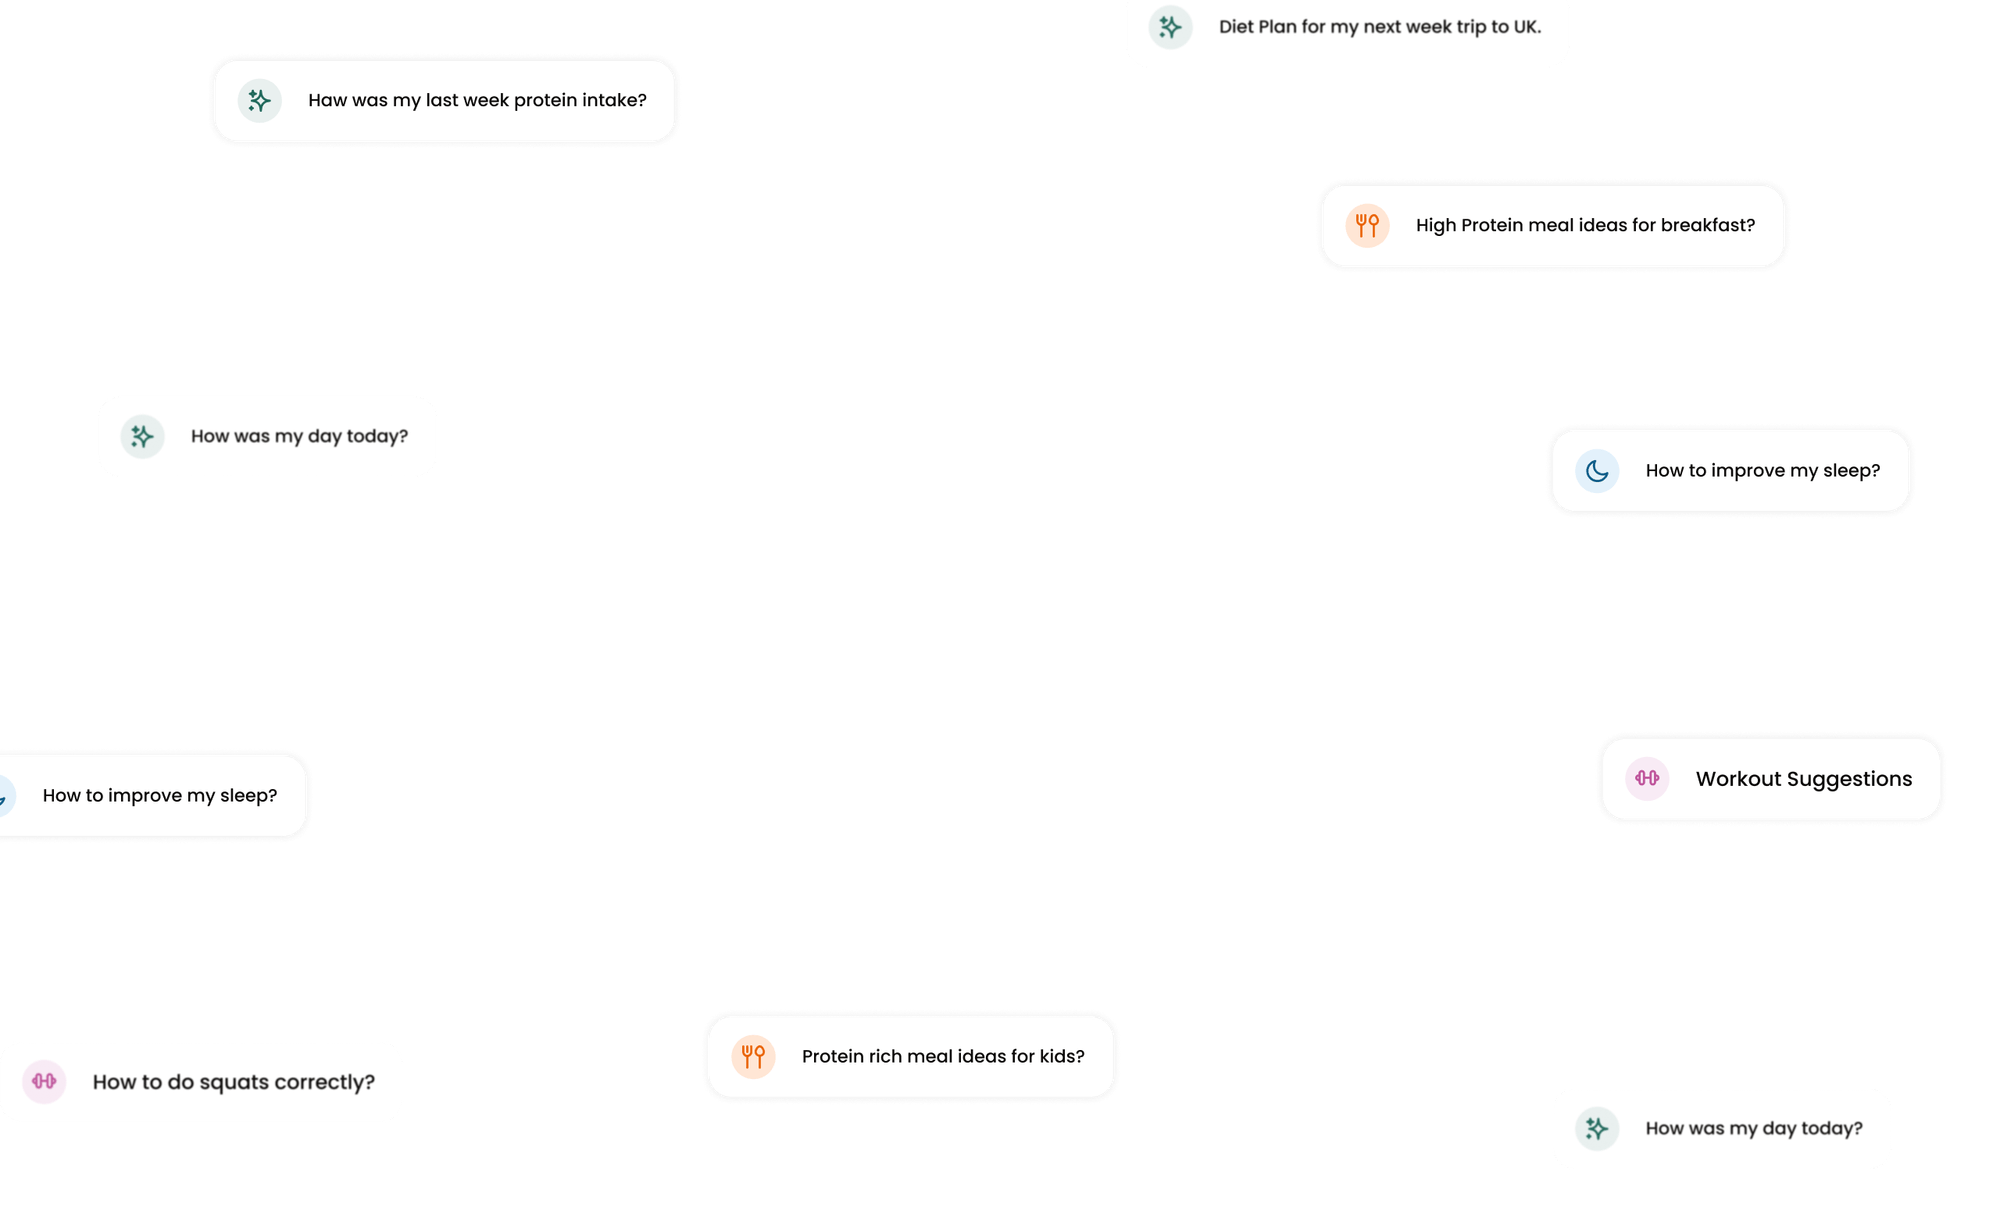 Diet Plan for my next week trip to UK.
Haw was my last week protein intake?
High Protein meal ideas for breakfast?
How was my day today?
How to improve my sleep?
Workout Suggestions
How to improve my sleep?
Protein rich meal ideas for kids?
How to do squats correctly?
How was my day today?